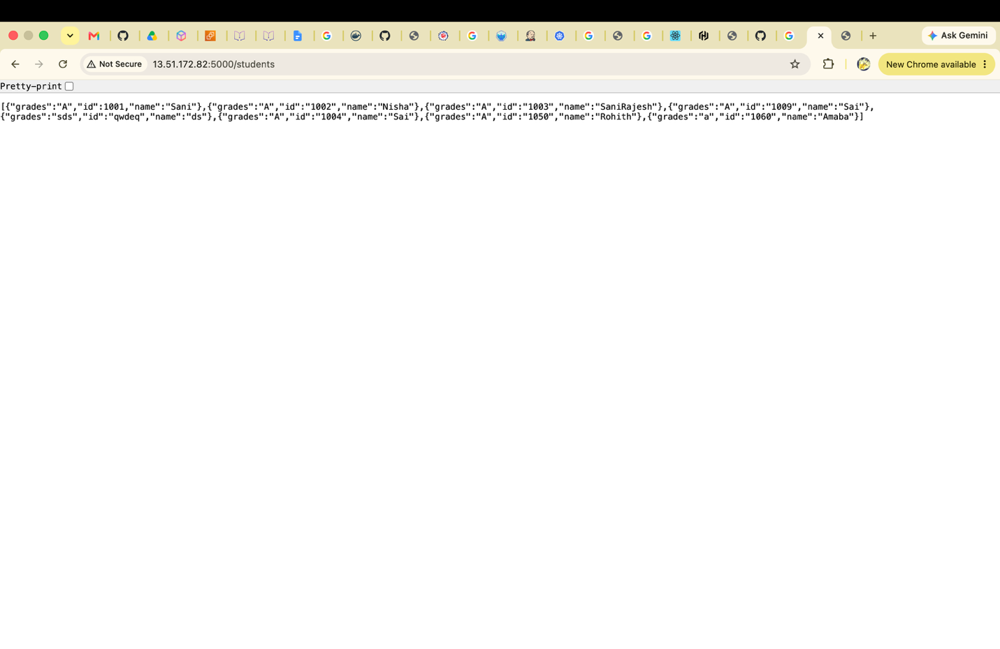 Ask Gemini
Not Secure 13.51.172.82:5000/students New Chrome available
Pretty-print
[{"grades":"A","id":1001,"name":"Sani"},{"grades":"A","id":"1002","name":"Nisha"},{"grades":"A","id":"1003","name":"SaniRajesh"},{"grades":"A","id":"1009","name":"Sai"},
{"grades":"sds","id":"qwdeq","name":"ds"},{"grades":"A","id":"1004","name":"Sai"},{"grades":"A","id":"1050","name":"Rohith"},{"grades":"a","id":"1060","name":"Amaba"}]